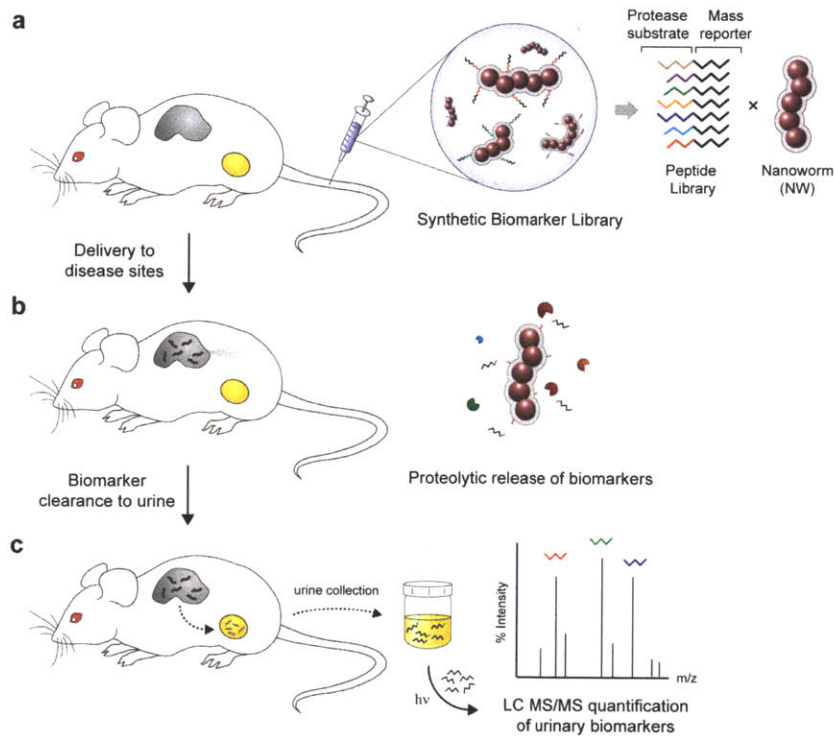 a
Protease substrate
Mass reporter
×
Peptide Library
Nanoworm (NW)
Synthetic Biomarker Library
Delivery to
disease sites
b
Proteolytic release of biomarkers
Biomarker
clearance to urine
c
urine collection
hν
% Intensity
m/z
LC MS/MS quantification
of urinary biomarkers